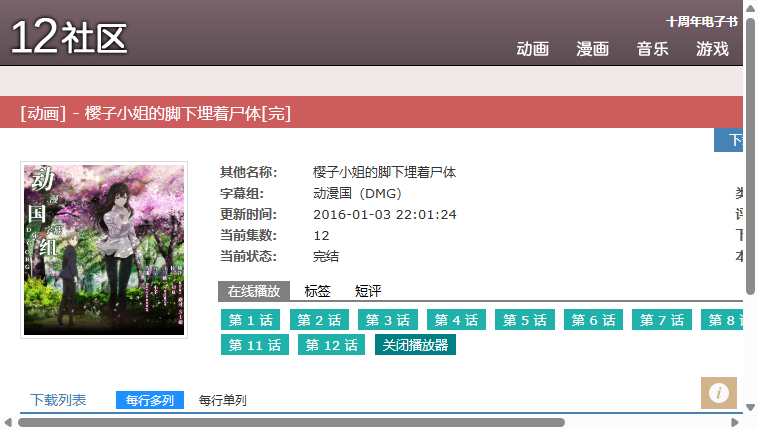 十周年电子书
12社区
动画 漫画 音乐 游戏
[动画] - 樱子小姐的脚下埋着尸体[完]
下
其他名称: 樱子小姐的脚下埋着尸体
字幕组: 动漫国（DMG）
更新时间: 2016-01-03 22:01:24
当前集数: 12
当前状态: 完结
动漫国字幕组
在线播放 标签 短评
第 1 话 第 2 话 第 3 话 第 4 话 第 5 话 第 6 话 第 7 话 第 8
第 11 话 第 12 话 关闭播放器
下载列表 每行多列 每行单列